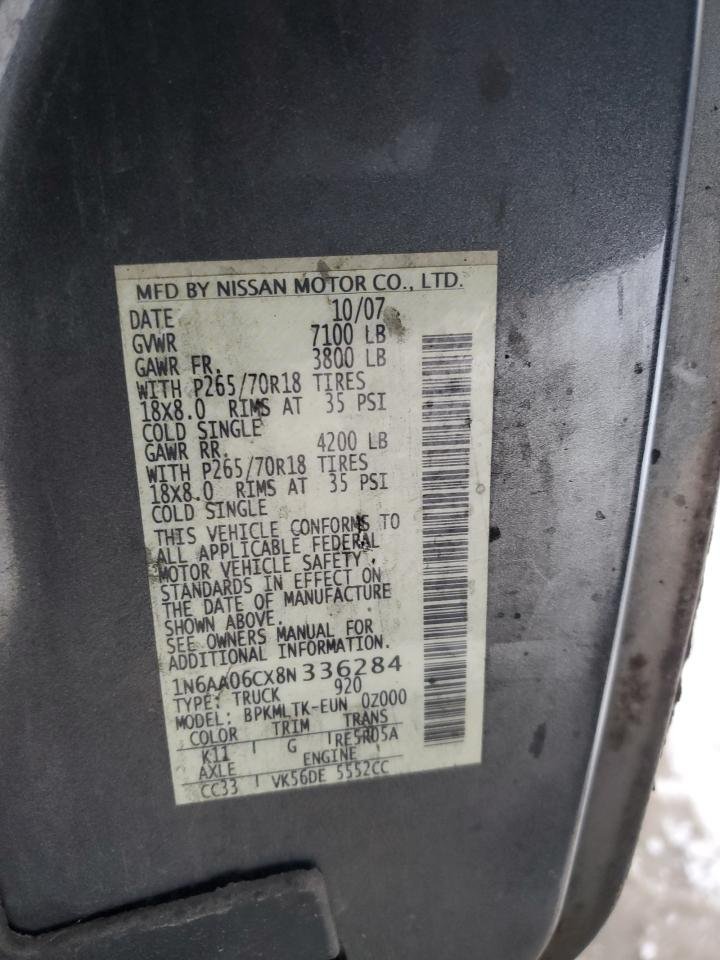 MFD BY NISSAN MOTOR CO., LTD.
DATE 10/07
GVWR 7100 LB
GAWR FR. 3800 LB
WITH P265/70R18 TIRES
18X8.0 RIMS AT 35 PSI
COLD SINGLE
GAWR RR. 4200 LB
WITH P265/70R18 TIRES
18X8.0 RIMS AT 35 PSI
COLD SINGLE
THIS VEHICLE CONFORMS TO
ALL APPLICABLE FEDERAL
MOTOR VEHICLE SAFETY
STANDARDS IN EFFECT ON
THE DATE OF MANUFACTURE
SHOWN ABOVE.
SEE OWNERS MANUAL FOR
ADDITIONAL INFORMATION.
1N6AA06CX8N336284
TYPE: TRUCK 920
MODEL: BPKMLTK-EUN 0Z000
COLOR TRIM TRANS
K11 G RE5R05A
AXLE ENGINE
CC33 VK56DE 5552CC